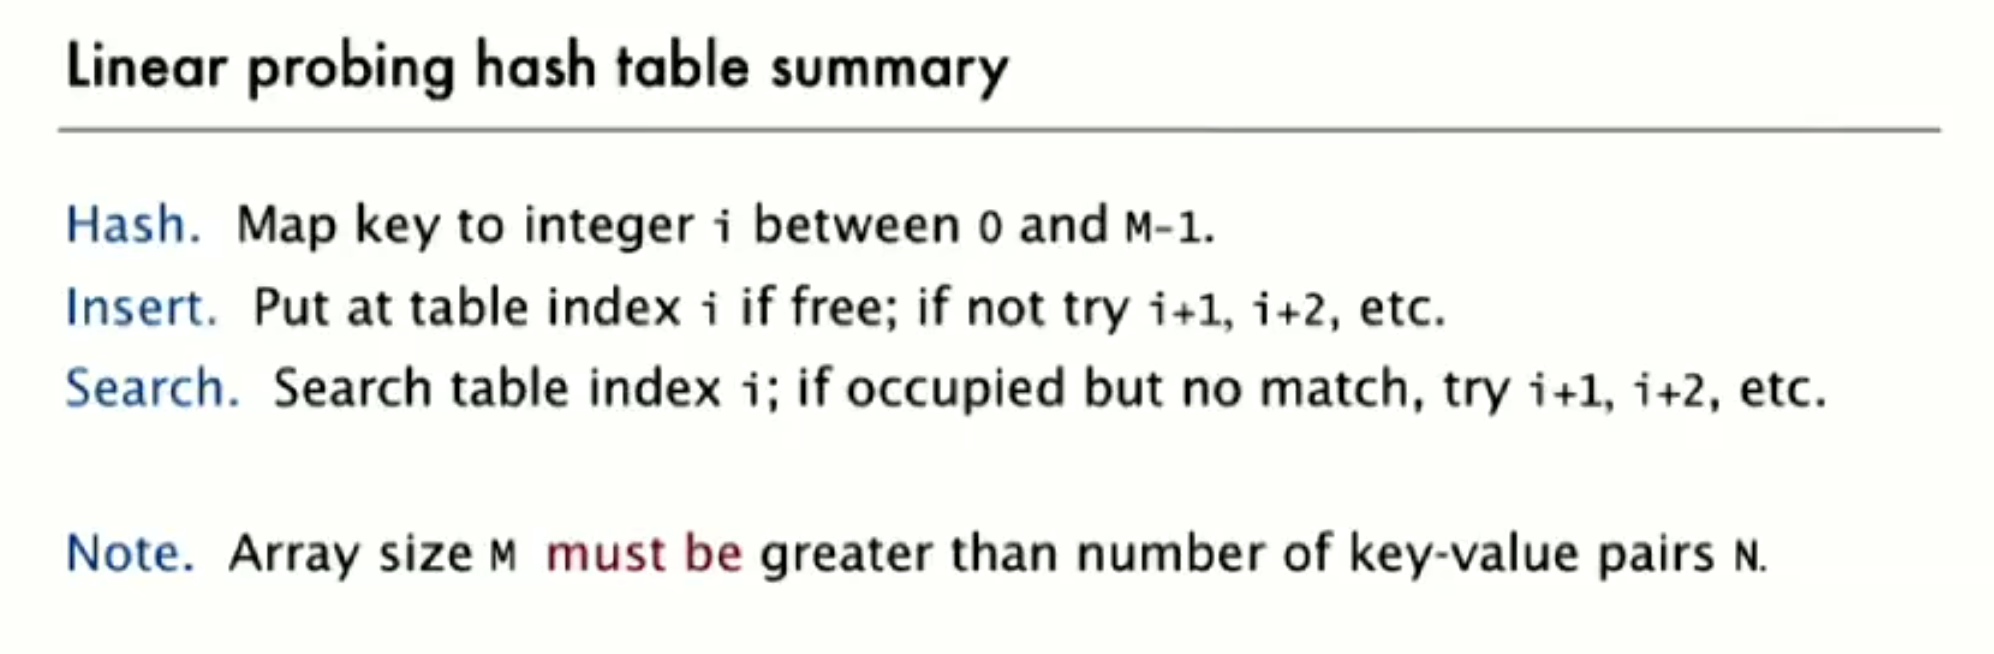 Linear probing hash table summary
Hash. Map key to integer i between 0 and M-1.
Insert. Put at table index i if free; if not try i+1, i+2, etc.
Search. Search table index i; if occupied but no match, try i+1, i+2, etc.
Note. Array size M must be greater than number of key-value pairs N.